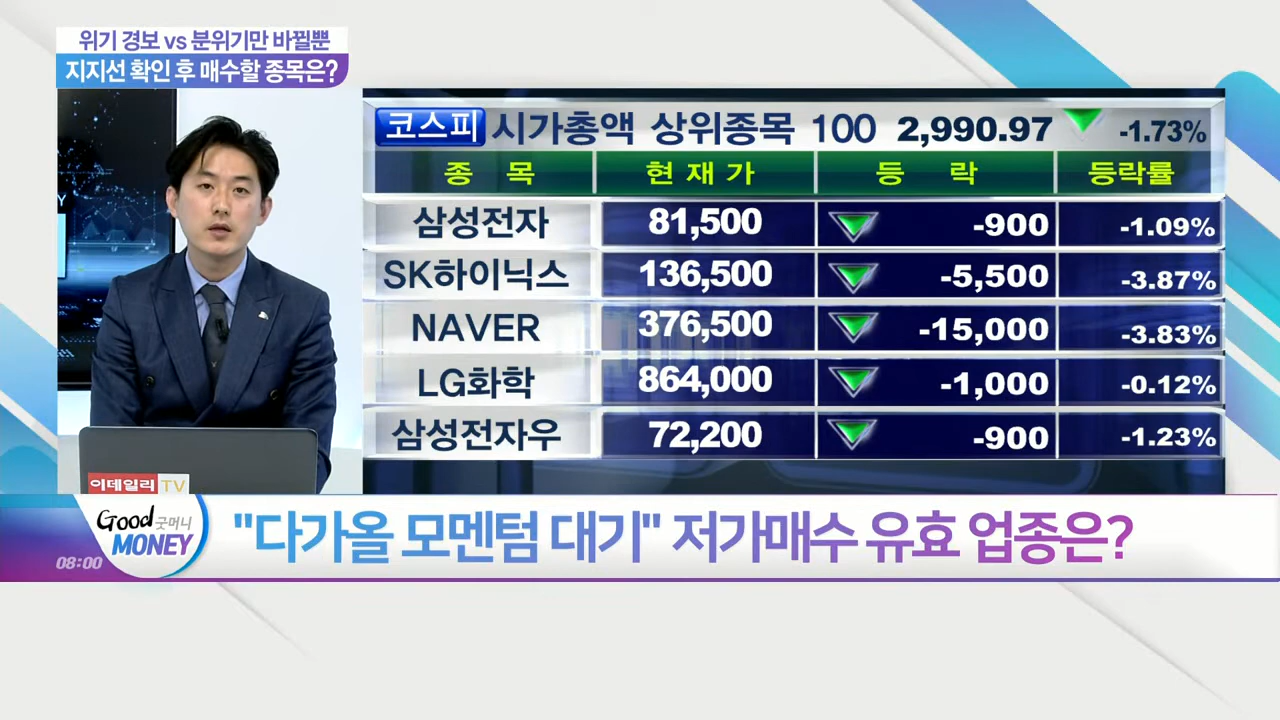 위기 경보 vs 분위기만 바뀔뿐
지지선 확인 후 매수할 종목은?
코스피 시가총액 상위종목 100 2,990.97 -1.73%
종 목 현 재 가 등 락 등락률
삼성전자 81,500 -900 -1.09%
SK하이닉스 136,500 -5,500 -3.87%
NAVER 376,500 -15,000 -3.83%
LG화학 864,000 -1,000 -0.12%
삼성전자우 72,200 -900 -1.23%
이데일리 TV
Good 굿머니
MONEY
08:00
"다가올 모멘텀 대기" 저가매수 유효 업종은?